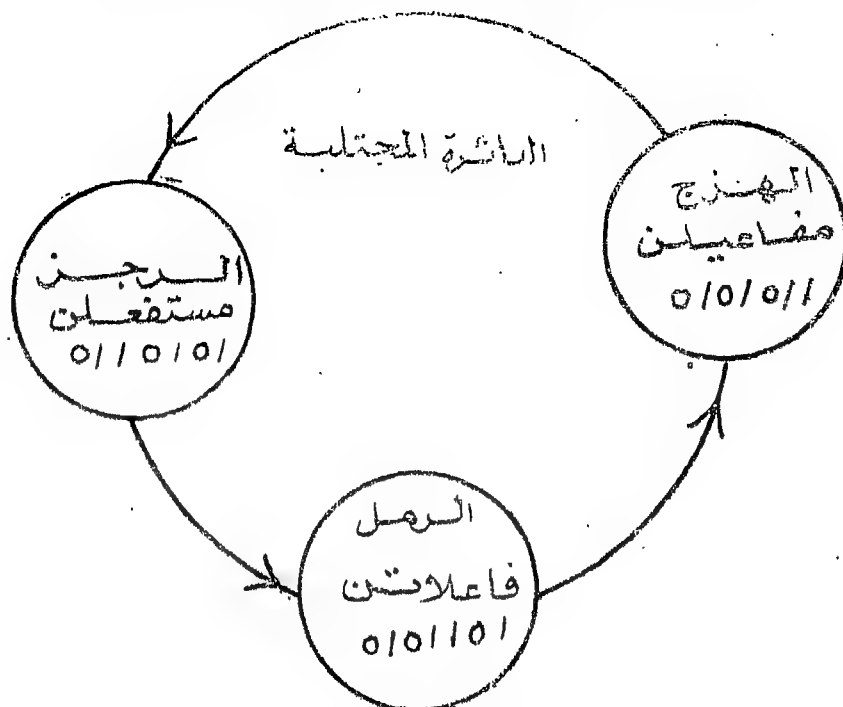 الدائرة المجتلبة
الهزج
مفاعيلن
//0/0/0
الرجز
مستفعلن
/0/0//0
الرمل
فاعلاتن
/0//0/0